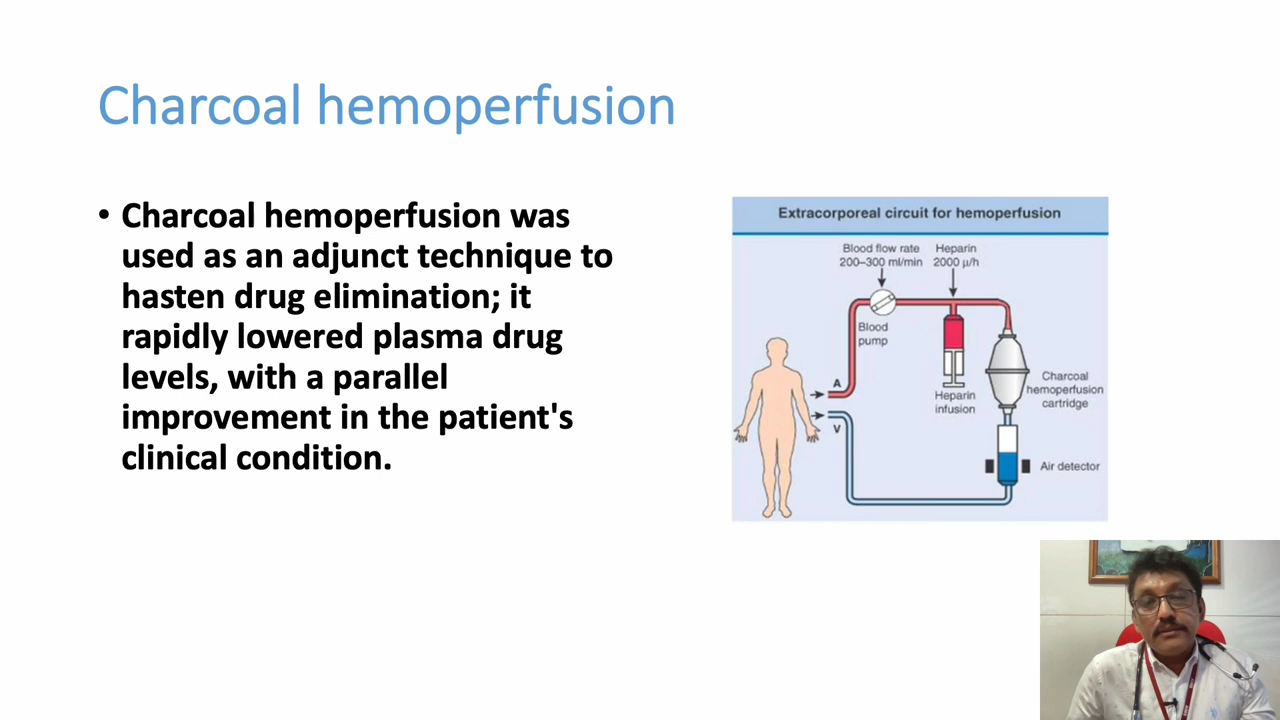 Charcoal hemoperfusion
• Charcoal hemoperfusion was
used as an adjunct technique to
hasten drug elimination; it
rapidly lowered plasma drug
levels, with a parallel
improvement in the patient's
clinical condition.
Extracorporeal circuit for hemoperfusion
Blood flow rate
200–300 ml/min
Heparin
2000 μ/h
Blood
pump
A
V
Heparin
infusion
Charcoal
hemoperfusion
cartridge
Air detector